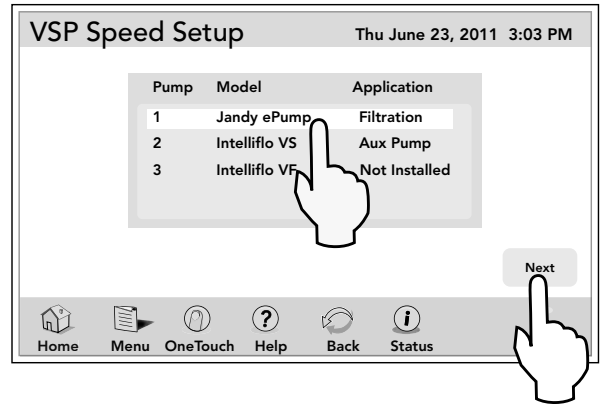 VSP Speed Setup Thu June 23, 2011 3:03 PM
Pump Model Application
1 Jandy ePump Filtration
2 Intelliflo VS Aux Pump
3 Intelliflo VF Not Installed
Next
Home Menu OneTouch Help Back Status